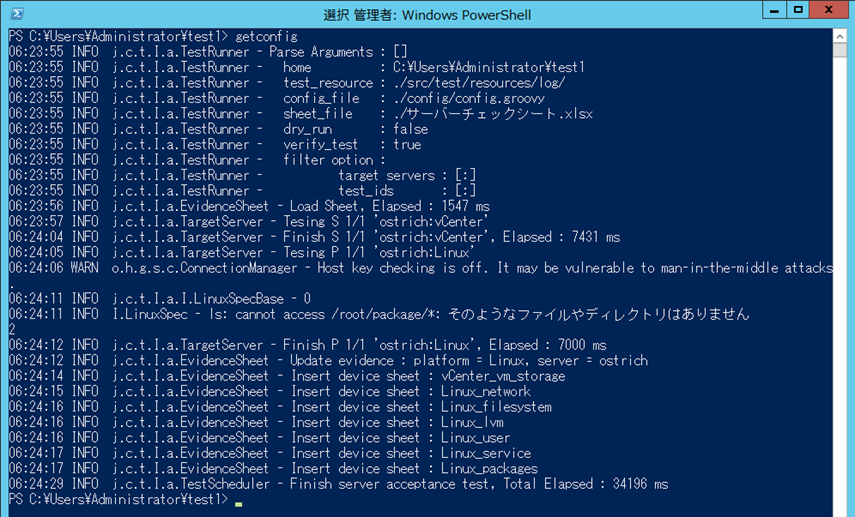 選択 管理者: Windows PowerShell
PS C:¥Users¥Administrator¥test1> getconfig
06:23:55 INFO  j.c.t.I.a.TestRunner - Parse Arguments : []
06:23:55 INFO  j.c.t.I.a.TestRunner -   home          : C:¥Users¥Administrator¥test1
06:23:55 INFO  j.c.t.I.a.TestRunner -   test_resource : ./src/test/resources/log/
06:23:55 INFO  j.c.t.I.a.TestRunner -   config_file   : ./config/config.groovy
06:23:55 INFO  j.c.t.I.a.TestRunner -   sheet_file    : ./サーバーチェックシート.xlsx
06:23:55 INFO  j.c.t.I.a.TestRunner -   dry_run       : false
06:23:55 INFO  j.c.t.I.a.TestRunner -   verify_test   : true
06:23:55 INFO  j.c.t.I.a.TestRunner -   filter option :
06:23:55 INFO  j.c.t.I.a.TestRunner -           target servers : [:]
06:23:55 INFO  j.c.t.I.a.TestRunner -           test_ids       : [:]
06:23:56 INFO  j.c.t.I.a.EvidenceSheet - Load Sheet, Elapsed : 1547 ms
06:23:57 INFO  j.c.t.I.a.TargetServer - Tesing S 1/1 'ostrich:vCenter'
06:24:04 INFO  j.c.t.I.a.TargetServer - Finish S 1/1 'ostrich:vCenter', Elapsed : 7431 ms
06:24:05 INFO  j.c.t.I.a.TargetServer - Tesing P 1/1 'ostrich:Linux'
06:24:06 WARN  o.h.g.s.c.ConnectionManager - Host key checking is off. It may be vulnerable to man-in-the-middle attacks
.
06:24:11 INFO  j.c.t.I.a.I.LinuxSpecBase - 0
06:24:11 INFO  I.LinuxSpec - ls: cannot access /root/package/*: そのようなファイルやディレクトリはありません
2
06:24:12 INFO  j.c.t.I.a.TargetServer - Finish P 1/1 'ostrich:Linux', Elapsed : 7000 ms
06:24:12 INFO  j.c.t.I.a.EvidenceSheet - Update evidence : platform = Linux, server = ostrich
06:24:14 INFO  j.c.t.I.a.EvidenceSheet - Insert device sheet : vCenter_vm_storage
06:24:15 INFO  j.c.t.I.a.EvidenceSheet - Insert device sheet : Linux_network
06:24:16 INFO  j.c.t.I.a.EvidenceSheet - Insert device sheet : Linux_filesystem
06:24:16 INFO  j.c.t.I.a.EvidenceSheet - Insert device sheet : Linux_lvm
06:24:16 INFO  j.c.t.I.a.EvidenceSheet - Insert device sheet : Linux_user
06:24:17 INFO  j.c.t.I.a.EvidenceSheet - Insert device sheet : Linux_service
06:24:17 INFO  j.c.t.I.a.EvidenceSheet - Insert device sheet : Linux_packages
06:24:29 INFO  j.c.t.I.a.TestScheduler - Finish server acceptance test, Total Elapsed : 34196 ms
PS C:¥Users¥Administrator¥test1>